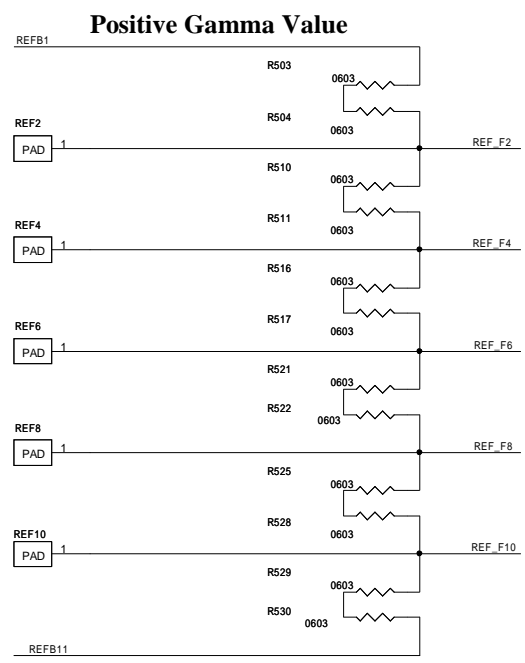 Positive Gamma Value
REFB1
R503
0603
R504
0603
REF2
PAD 1
REF_F2
R510
0603
R511
0603
REF4
PAD 1
REF_F4
R516
0603
R517
0603
REF6
PAD 1
REF_F6
R521
0603
R522
0603
REF8
PAD 1
REF_F8
R525
0603
R528
0603
REF10
PAD 1
REF_F10
R529
0603
R530
0603
REFB11